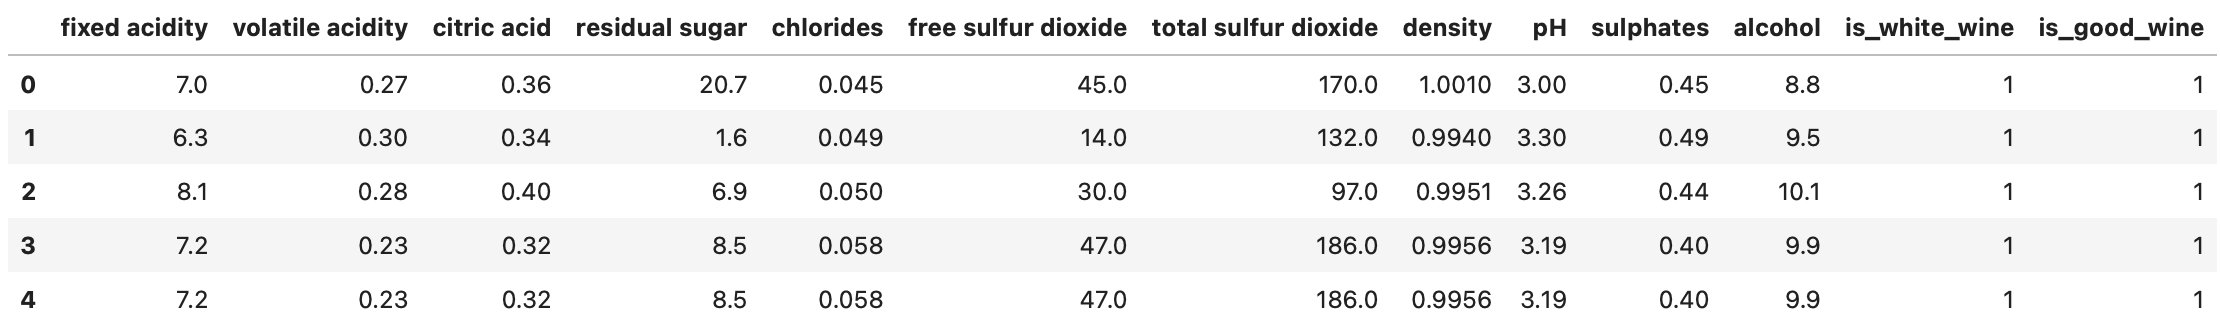 fixed acidity volatile acidity citric acid residual sugar chlorides free sulfur dioxide total sulfur dioxide density pH sulphates alcohol is_white_wine is_good_wine
0 7.0 0.27 0.36 20.7 0.045 45.0 170.0 1.0010 3.00 0.45 8.8 1 1
1 6.3 0.30 0.34 1.6 0.049 14.0 132.0 0.9940 3.30 0.49 9.5 1 1
2 8.1 0.28 0.40 6.9 0.050 30.0 97.0 0.9951 3.26 0.44 10.1 1 1
3 7.2 0.23 0.32 8.5 0.058 47.0 186.0 0.9956 3.19 0.40 9.9 1 1
4 7.2 0.23 0.32 8.5 0.058 47.0 186.0 0.9956 3.19 0.40 9.9 1 1